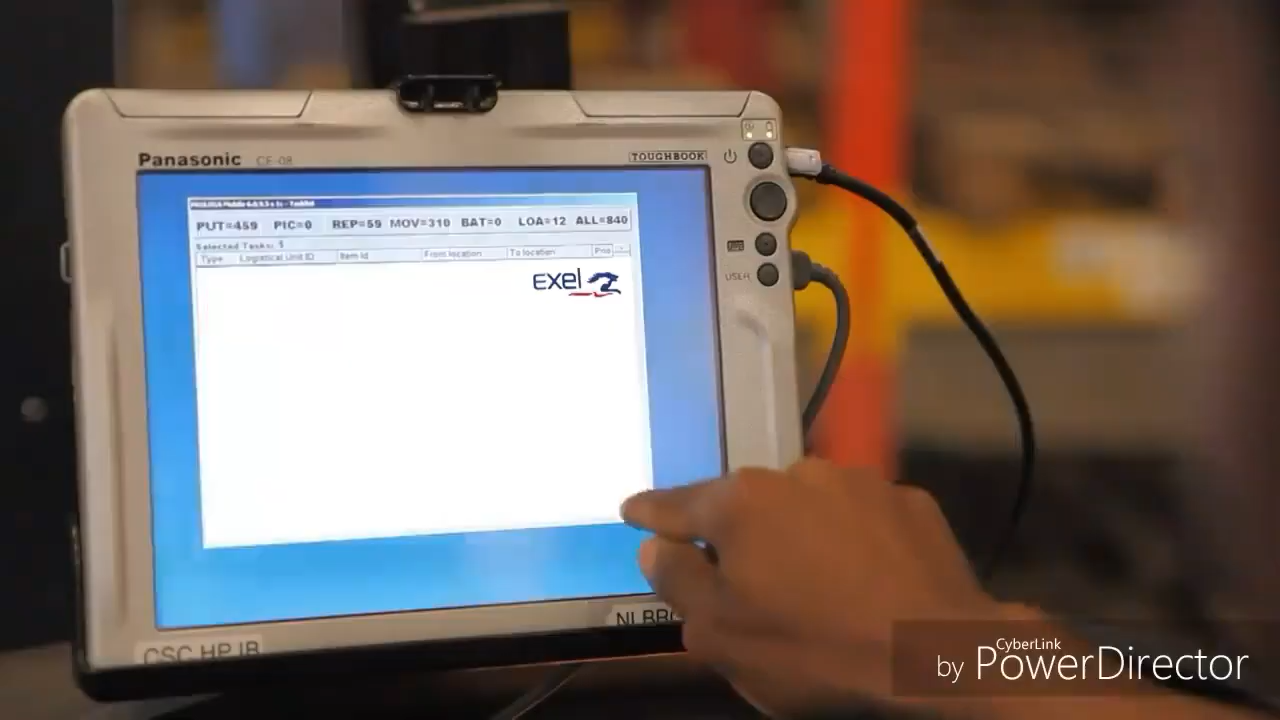 Panasonic CF-08 TOUGHBOOK
PUT=459 PIC=0 REP=59 MOV=310 BAT=0 LOA=12 ALL=840
Selected Tasks: 1
Type Logistical Unit ID Item Id From location To location Prio
EXEL
USER
CSC HP IB
CyberLink
by PowerDirector